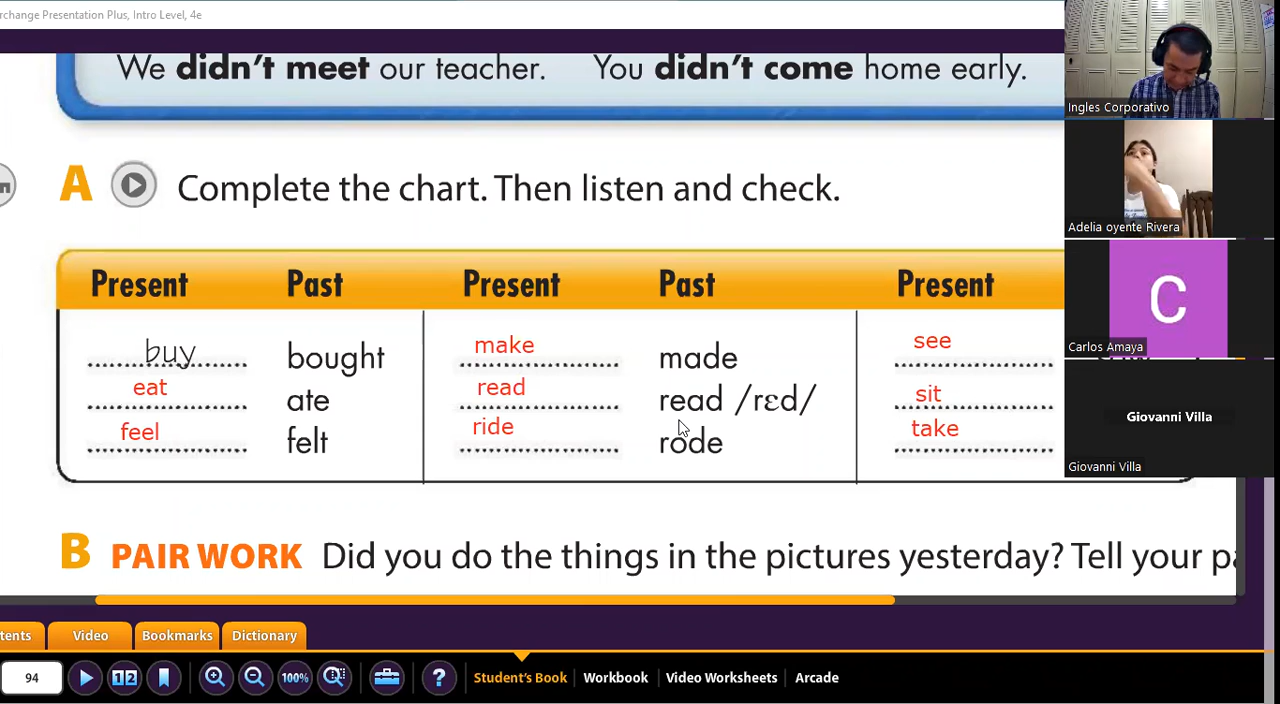 rchange Presentation Plus, Intro Level, 4e
We didn't meet our teacher. You didn't come home early.
A Complete the chart. Then listen and check.
Present Past Present Past Present
buy bought make made see
eat ate read read /rɛd/ sit
feel felt ride rode take
B PAIR WORK Did you do the things in the pictures yesterday? Tell your
Ingles Corporativo
Adelia oyente Rivera
C
Carlos Amaya
Giovanni Villa
Giovanni Villa
tents Video Bookmarks Dictionary
94 1 2 100% ? Student's Book Workbook Video Worksheets Arcade